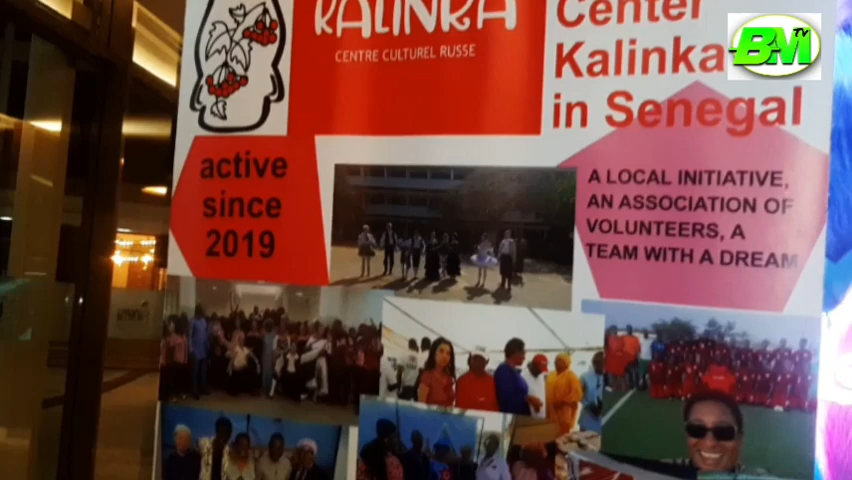 KALINKA
CENTRE CULTUREL RUSSE
Center
Kalinka
in Senegal
BM TV
active
since
2019
A LOCAL INITIATIVE,
AN ASSOCIATION OF
VOLUNTEERS, A
TEAM WITH A DREAM